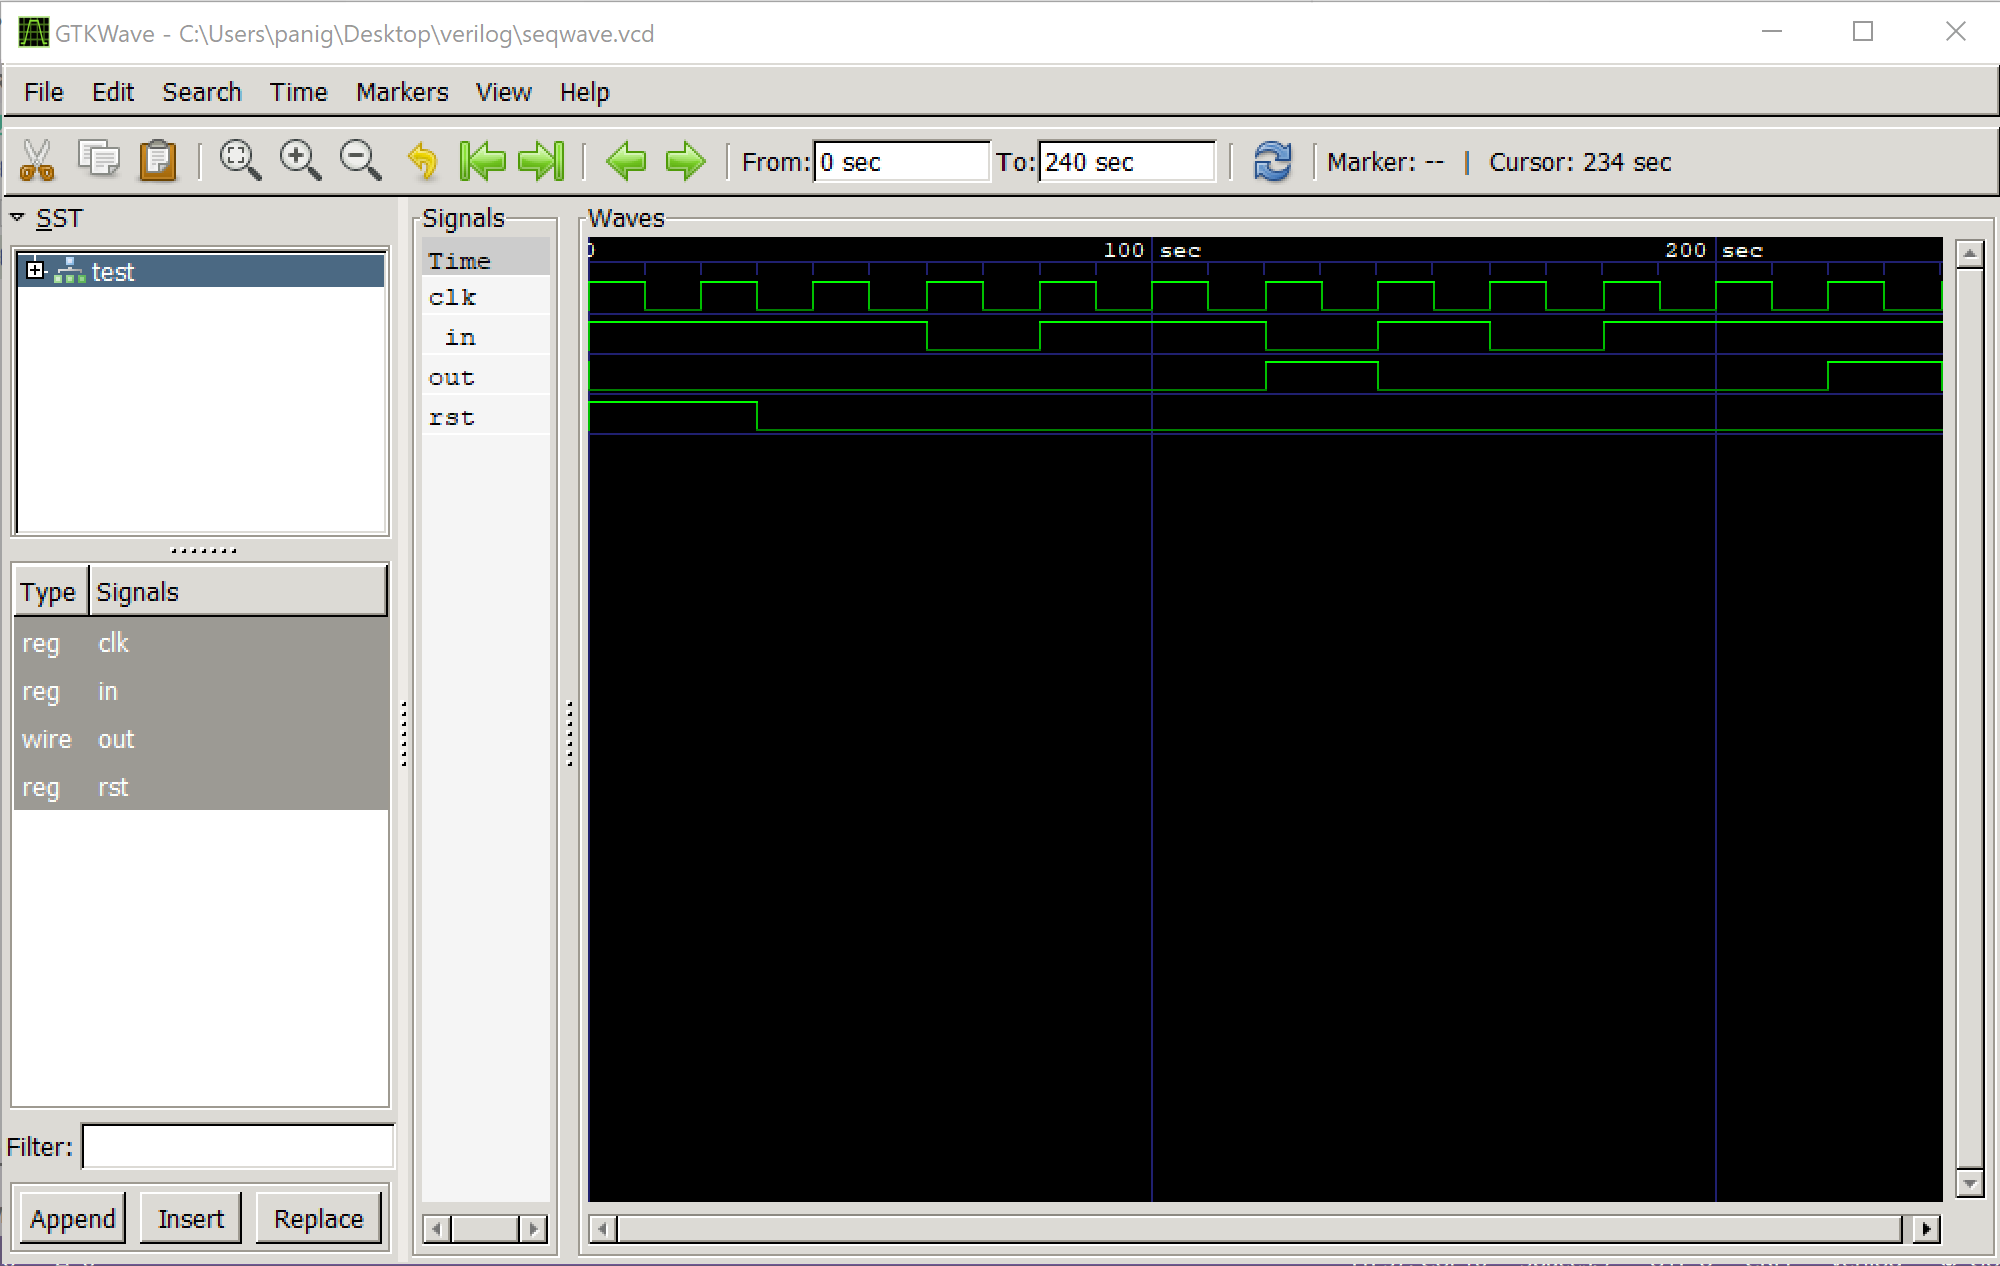 GTKWave - C:\Users\panig\Desktop\verilog\seqwave.vcd
File Edit Search Time Markers View Help
From: 0 sec To: 240 sec Marker: -- | Cursor: 234 sec
SST
test
Type Signals
reg clk
reg in
wire out
reg rst
Filter:
Append Insert Replace
Signals
Time
clk
in
out
rst
Waves
0 100 sec 200 sec